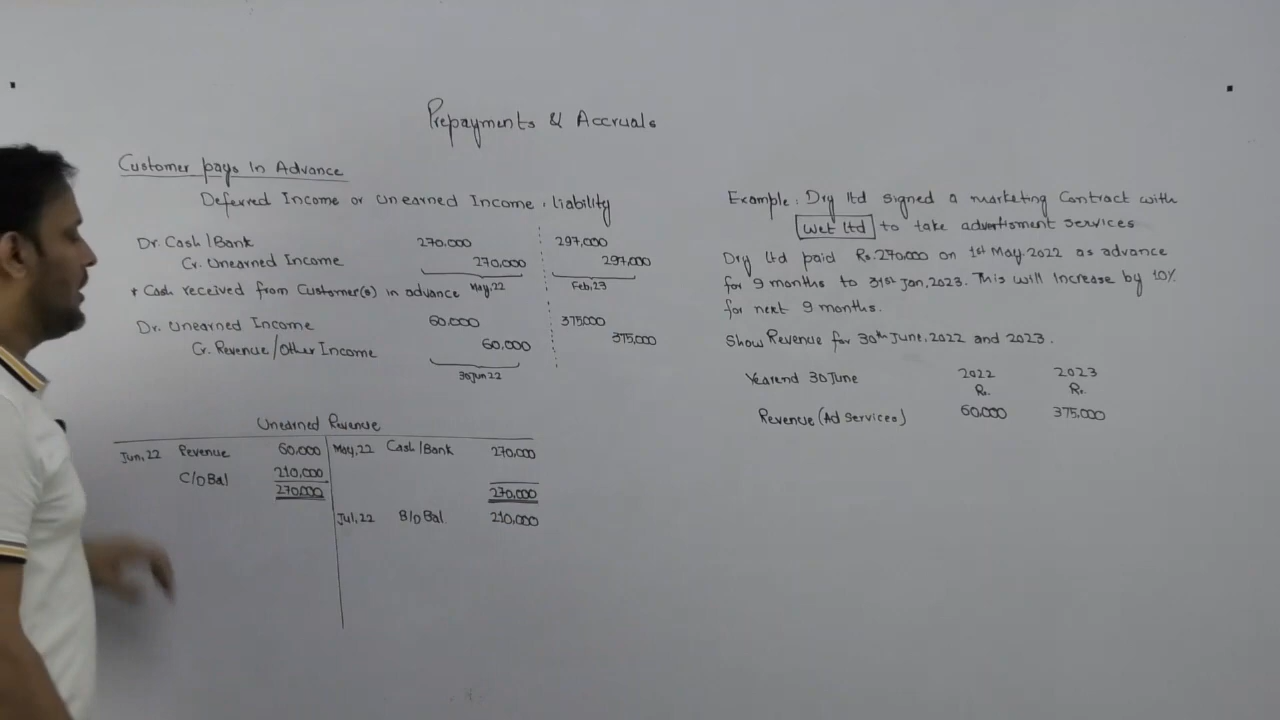 Prepayments & Accruals
Customer pays In Advance
Deferred Income or Unearned Income. liability
Dr. Cash/Bank 270,000 297,000
Cr. Unearned Income 270,000 297,000
* Cash received from Customer(s) in advance May,22 Feb,23
Dr. Unearned Income 60,000 375000
Cr. Revenue/Other Income 60,000 375,000
30Jun22
Unearned Revenue
Jun,22 Revenue 60,000 May,22 Cash/Bank 270,000
C/D Bal 210,000
270,000 270,000
Jul,22 B/D Bal 210,000
Example: Dry ltd signed a marketing Contract with
Wet ltd to take advertisment services
Dry ltd paid Rs.270,000 on 1st May.2022 as advance
for 9 months to 31st Jan,2023. This will Increase by 10%
for next 9 months.
Show Revenue for 30th June,2022 and 2023.
Yearend 30June 2022 2023
Rs. Rs.
Revenue (Ad Services) 60,000 375,000